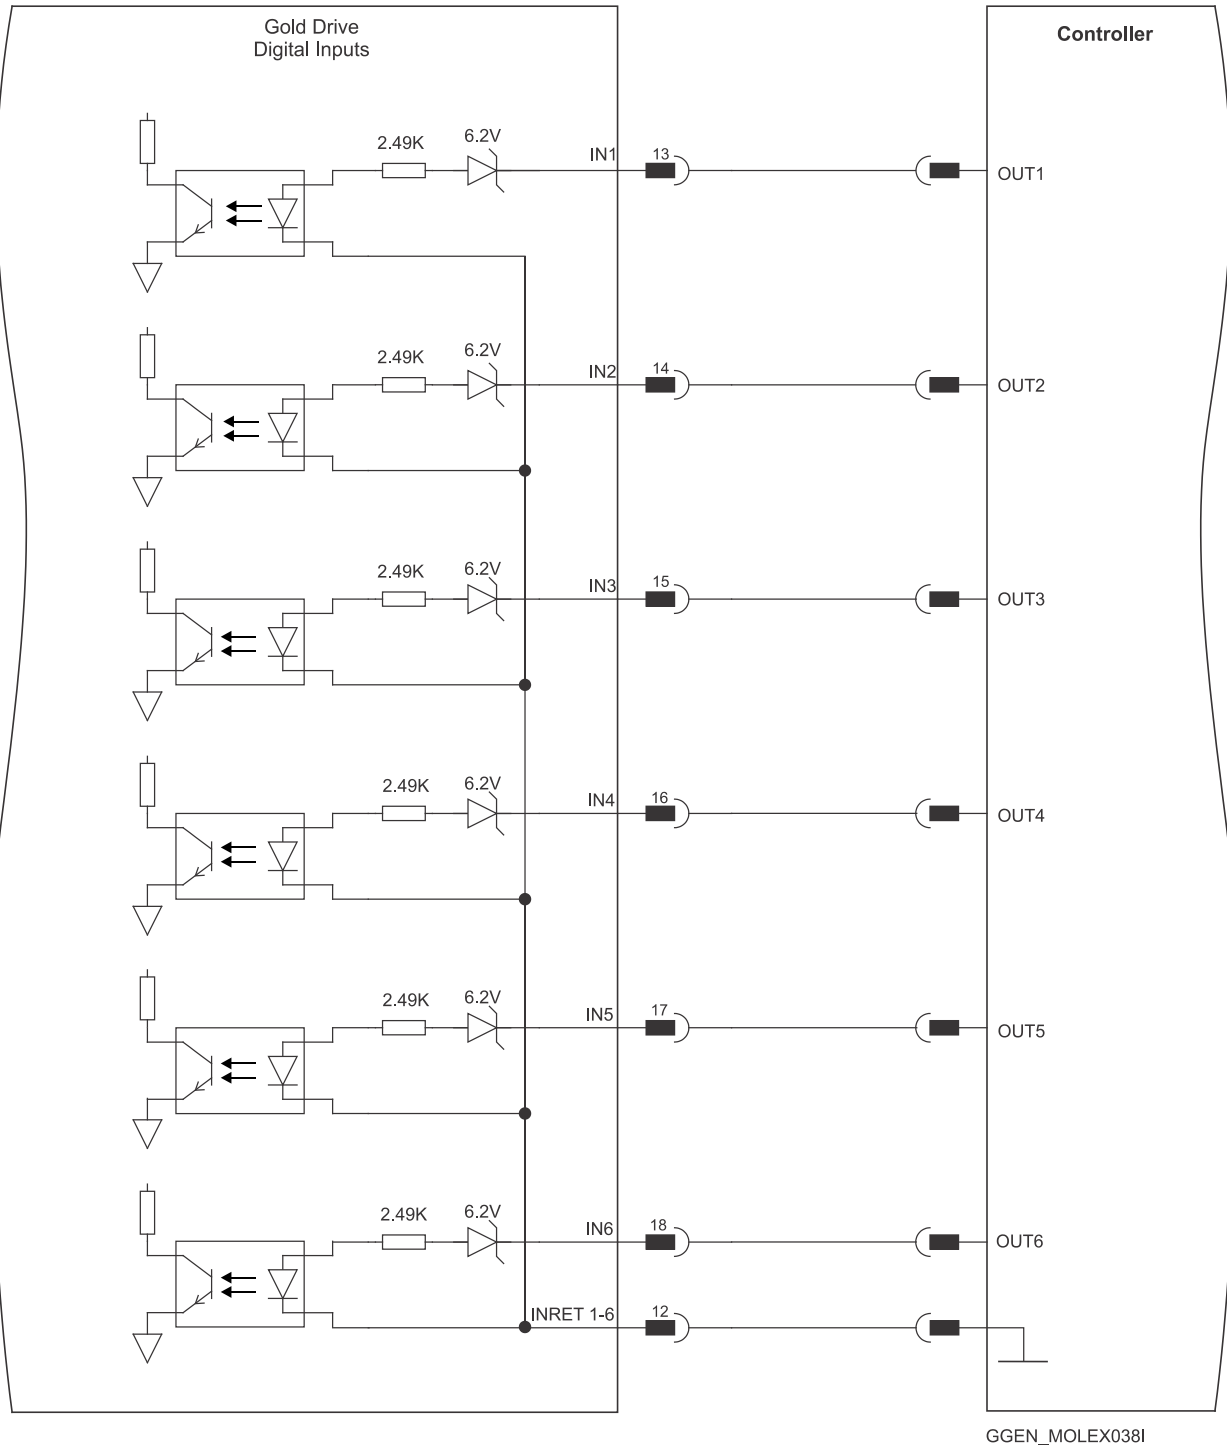 Gold Drive
Digital Inputs
Controller
2.49K
6.2V
IN1
13
OUT1
2.49K
6.2V
IN2
14
OUT2
2.49K
6.2V
IN3
15
OUT3
2.49K
6.2V
IN4
16
OUT4
2.49K
6.2V
IN5
17
OUT5
2.49K
6.2V
IN6
18
OUT6
INRET 1-6
12
GGEN_MOLEX038I